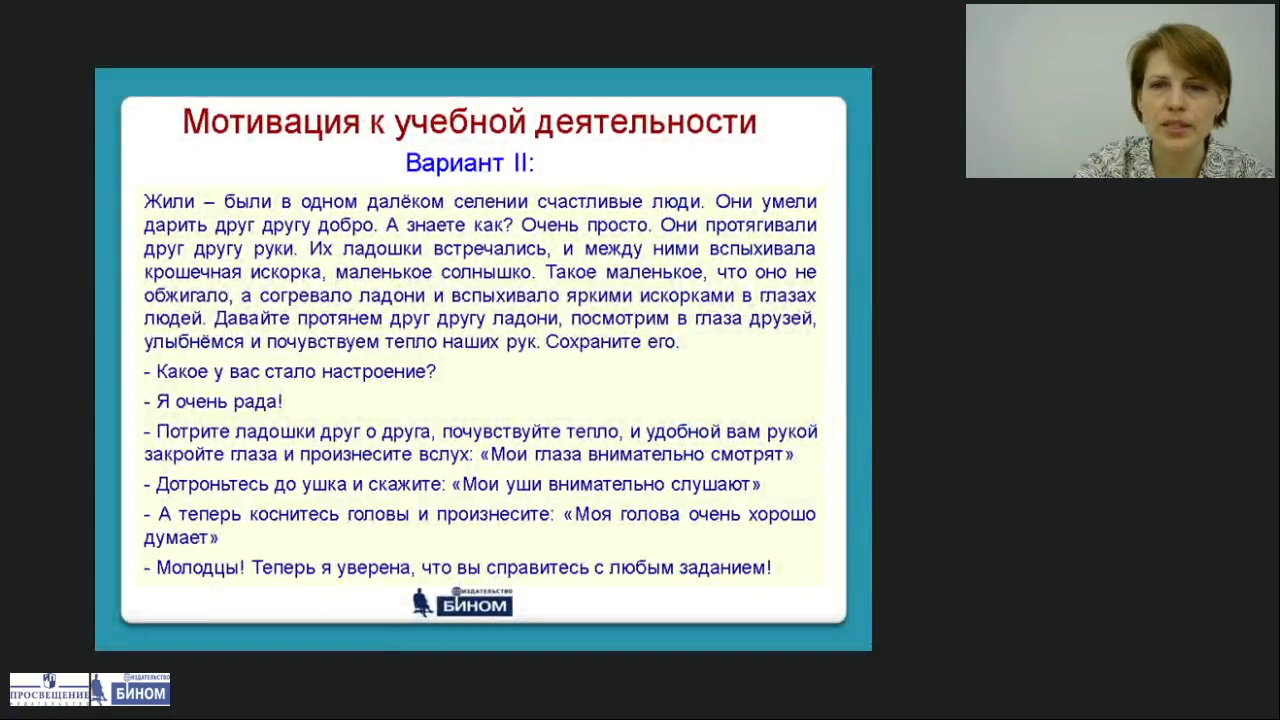 Мотивация к учебной деятельности
Вариант II:
Жили – были в одном далёком селении счастливые люди. Они умели
дарить друг другу добро. А знаете как? Очень просто. Они протягивали
друг другу руки. Их ладошки встречались, и между ними вспыхивала
крошечная искорка, маленькое солнышко. Такое маленькое, что оно не
обжигало, а согревало ладони и вспыхивало яркими искорками в глазах
людей. Давайте протянем друг другу ладони, посмотрим в глаза друзей,
улыбнёмся и почувствуем тепло наших рук. Сохраните его.
- Какое у вас стало настроение?
- Я очень рада!
- Потрите ладошки друг о друга, почувствуйте тепло, и удобной вам рукой
закройте глаза и произнесите вслух: «Мои глаза внимательно смотрят»
- Дотроньтесь до ушка и скажите: «Мои уши внимательно слушают»
- А теперь коснитесь головы и произнесите: «Моя голова очень хорошо
думает»
- Молодцы! Теперь я уверена, что вы справитесь с любым заданием!
ИЗДАТЕЛЬСТВО
БИНОМ
ПРОСВЕЩЕНИЕ
ИЗДАТЕЛЬСТВО
ИЗДАТЕЛЬСТВО
БИНОМ